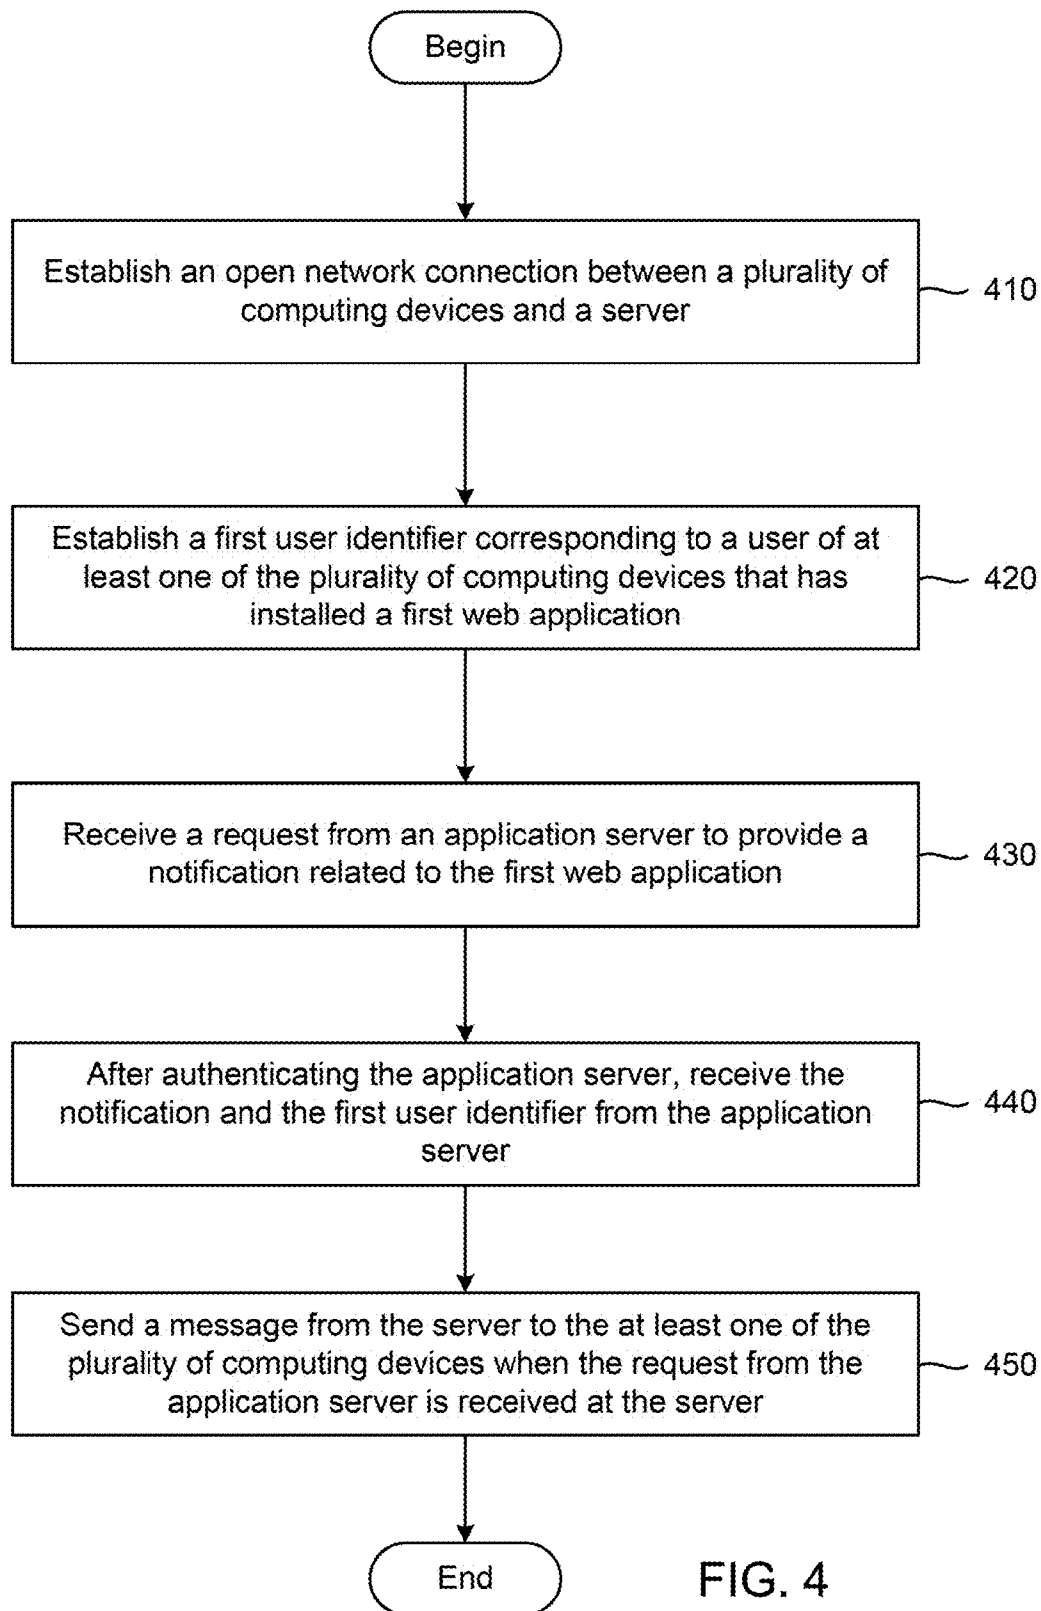 Begin
Establish an open network connection between a plurality of
computing devices and a server
410
Establish a first user identifier corresponding to a user of at
least one of the plurality of computing devices that has
installed a first web application
420
Receive a request from an application server to provide a
notification related to the first web application
430
After authenticating the application server, receive the
notification and the first user identifier from the application
server
440
Send a message from the server to the at least one of the
plurality of computing devices when the request from the
application server is received at the server
450
End
FIG. 4